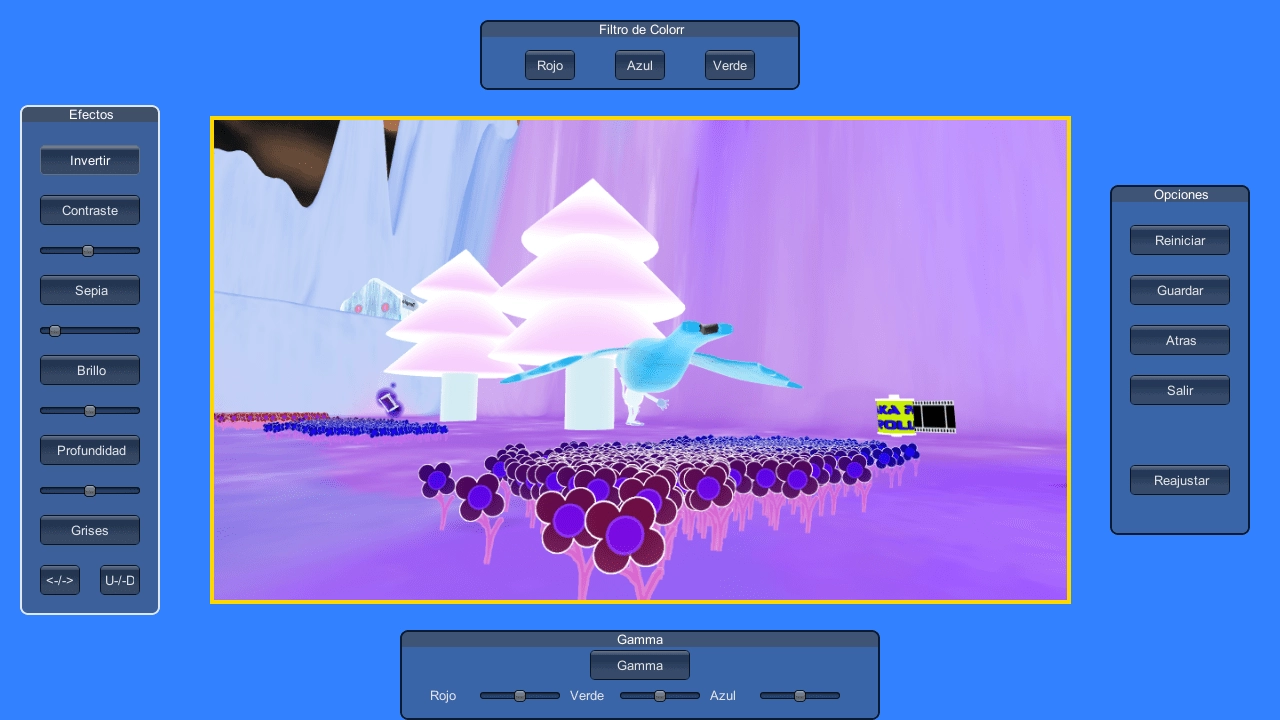 Filtro de Colorr
Rojo Azul Verde
Efectos
Invertir
Contraste
Sepia
Brillo
Profundidad
Grises
<-/-> U-/-D
Opciones
Reiniciar
Guardar
Atras
Salir
Reajustar
Gamma
Gamma
Rojo Verde Azul